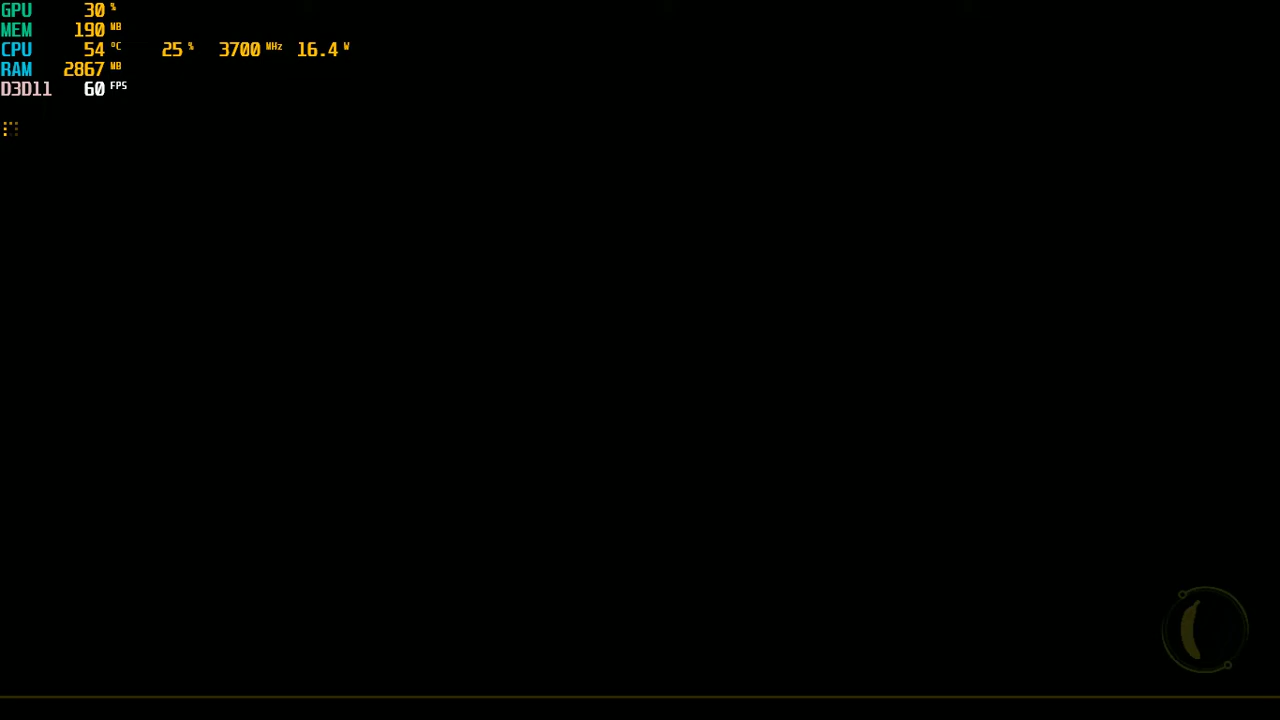 GPU 30 %
MEM 190 MB
CPU 54 °C 25 % 3700 MHz 16.4 W
RAM 2867 MB
D3D11 60 FPS